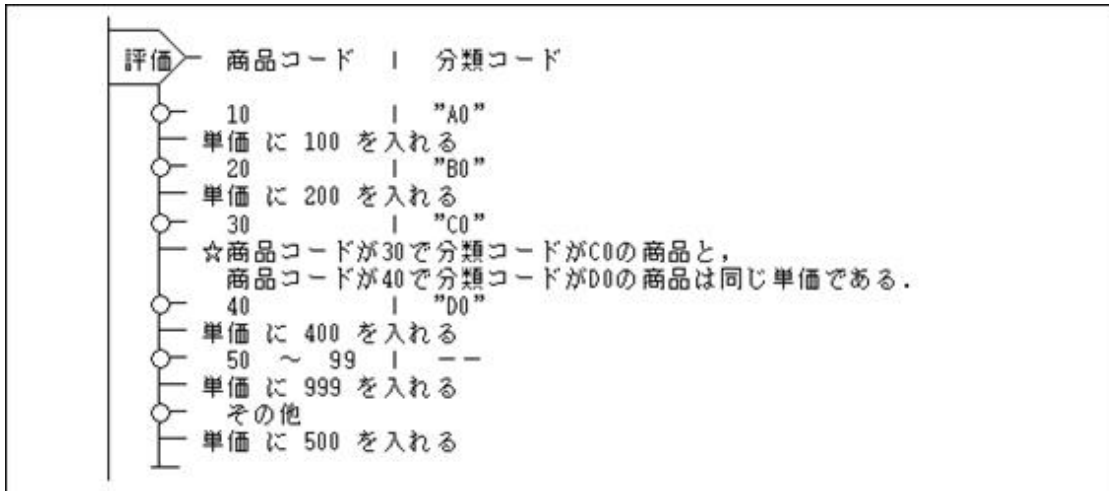 評価 商品コード | 分類コード
10 | "A0"
単価 に 100 を入れる
20 | "B0"
単価 に 200 を入れる
30 | "C0"
☆商品コードが30で分類コードがC0の商品と,
商品コードが40で分類コードがD0の商品は同じ単価である.
40 | "D0"
単価 に 400 を入れる
50 ～ 99 | －－
単価 に 999 を入れる
その他
単価 に 500 を入れる